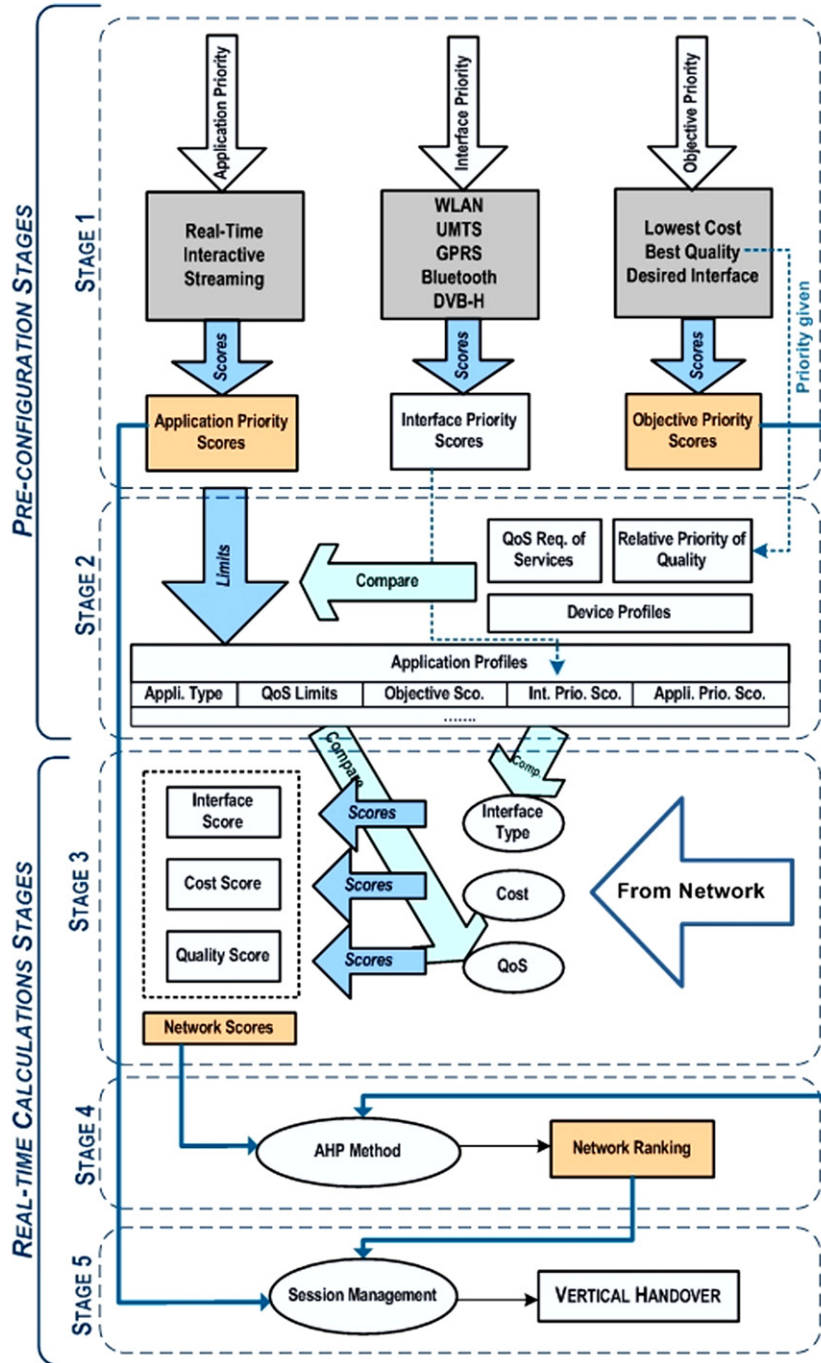 PRE-CONFIGURATION STAGES
STAGE 1
Application Priority
Interface Priority
Objective Priority
Real-Time
Interactive
Streaming
WLAN
UMTS
GPRS
Bluetooth
DVB-H
Lowest Cost
Best Quality
Desired Interface
Scores
Scores
Scores
Priority given
Application Priority
Scores
Interface Priority
Scores
Objective Priority
Scores
STAGE 2
Limits
Compare
QoS Req. of
Services
Relative Priority of
Quality
Device Profiles
Application Profiles
Appli. Type
QoS Limits
Objective Sco.
Int. Prio. Sco.
Appli. Prio. Sco.
.......
REAL-TIME CALCULATIONS STAGES
STAGE 3
Compare
Comp.
Interface
Score
Scores
Interface
Type
Cost Score
Scores
Cost
From Network
Quality Score
Scores
QoS
Network Scores
STAGE 4
AHP Method
Network Ranking
STAGE 5
Session Management
VERTICAL HANDOVER